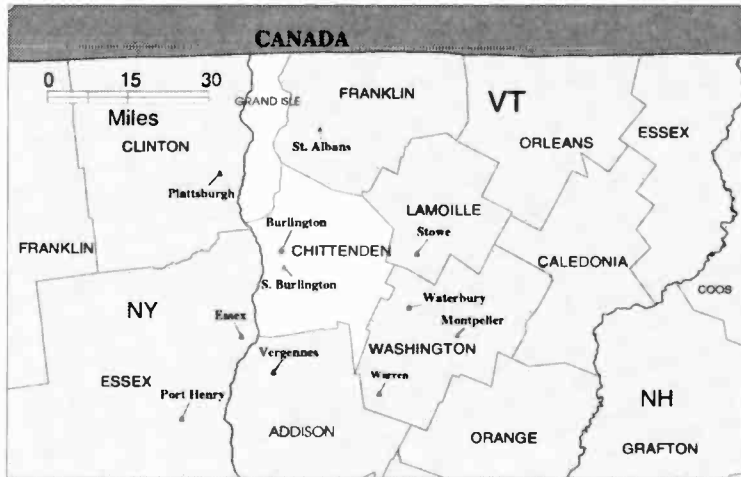 CANADA
0 15 30
Miles
GRAND ISLE
FRANKLIN
VT
ESSEX
CLINTON
St. Albans
ORLEANS
Plattsburgh
LAMOILLE
Burlington
Stowe
FRANKLIN
CHITTENDEN
CALEDONIA
S. Burlington
COOS
NY
Essex
Waterbury
Montpelier
Vergennes
WASHINGTON
ESSEX
Port Henry
Warren
NH
ADDISON
ORANGE
GRAFTON